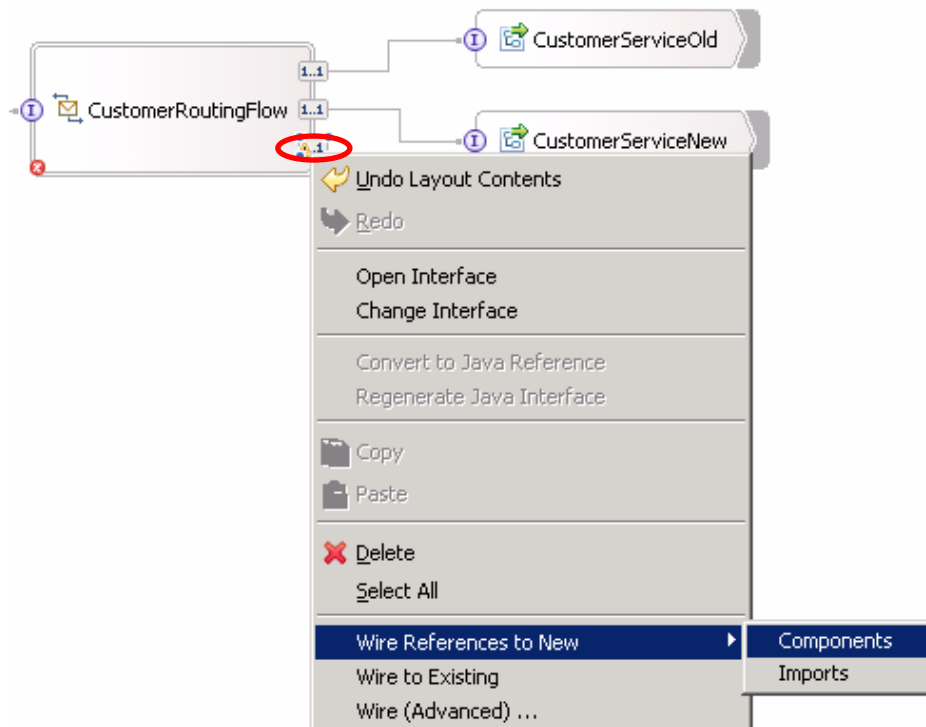 I CustomerServiceOld
1..1
I CustomerRoutingFlow 1..1
I CustomerServiceNew
.1
Undo Layout Contents
Redo
Open Interface
Change Interface
Convert to Java Reference
Regenerate Java Interface
Copy
Paste
Delete
Select All
Wire References to New
Components
Wire to Existing
Imports
Wire (Advanced) ...